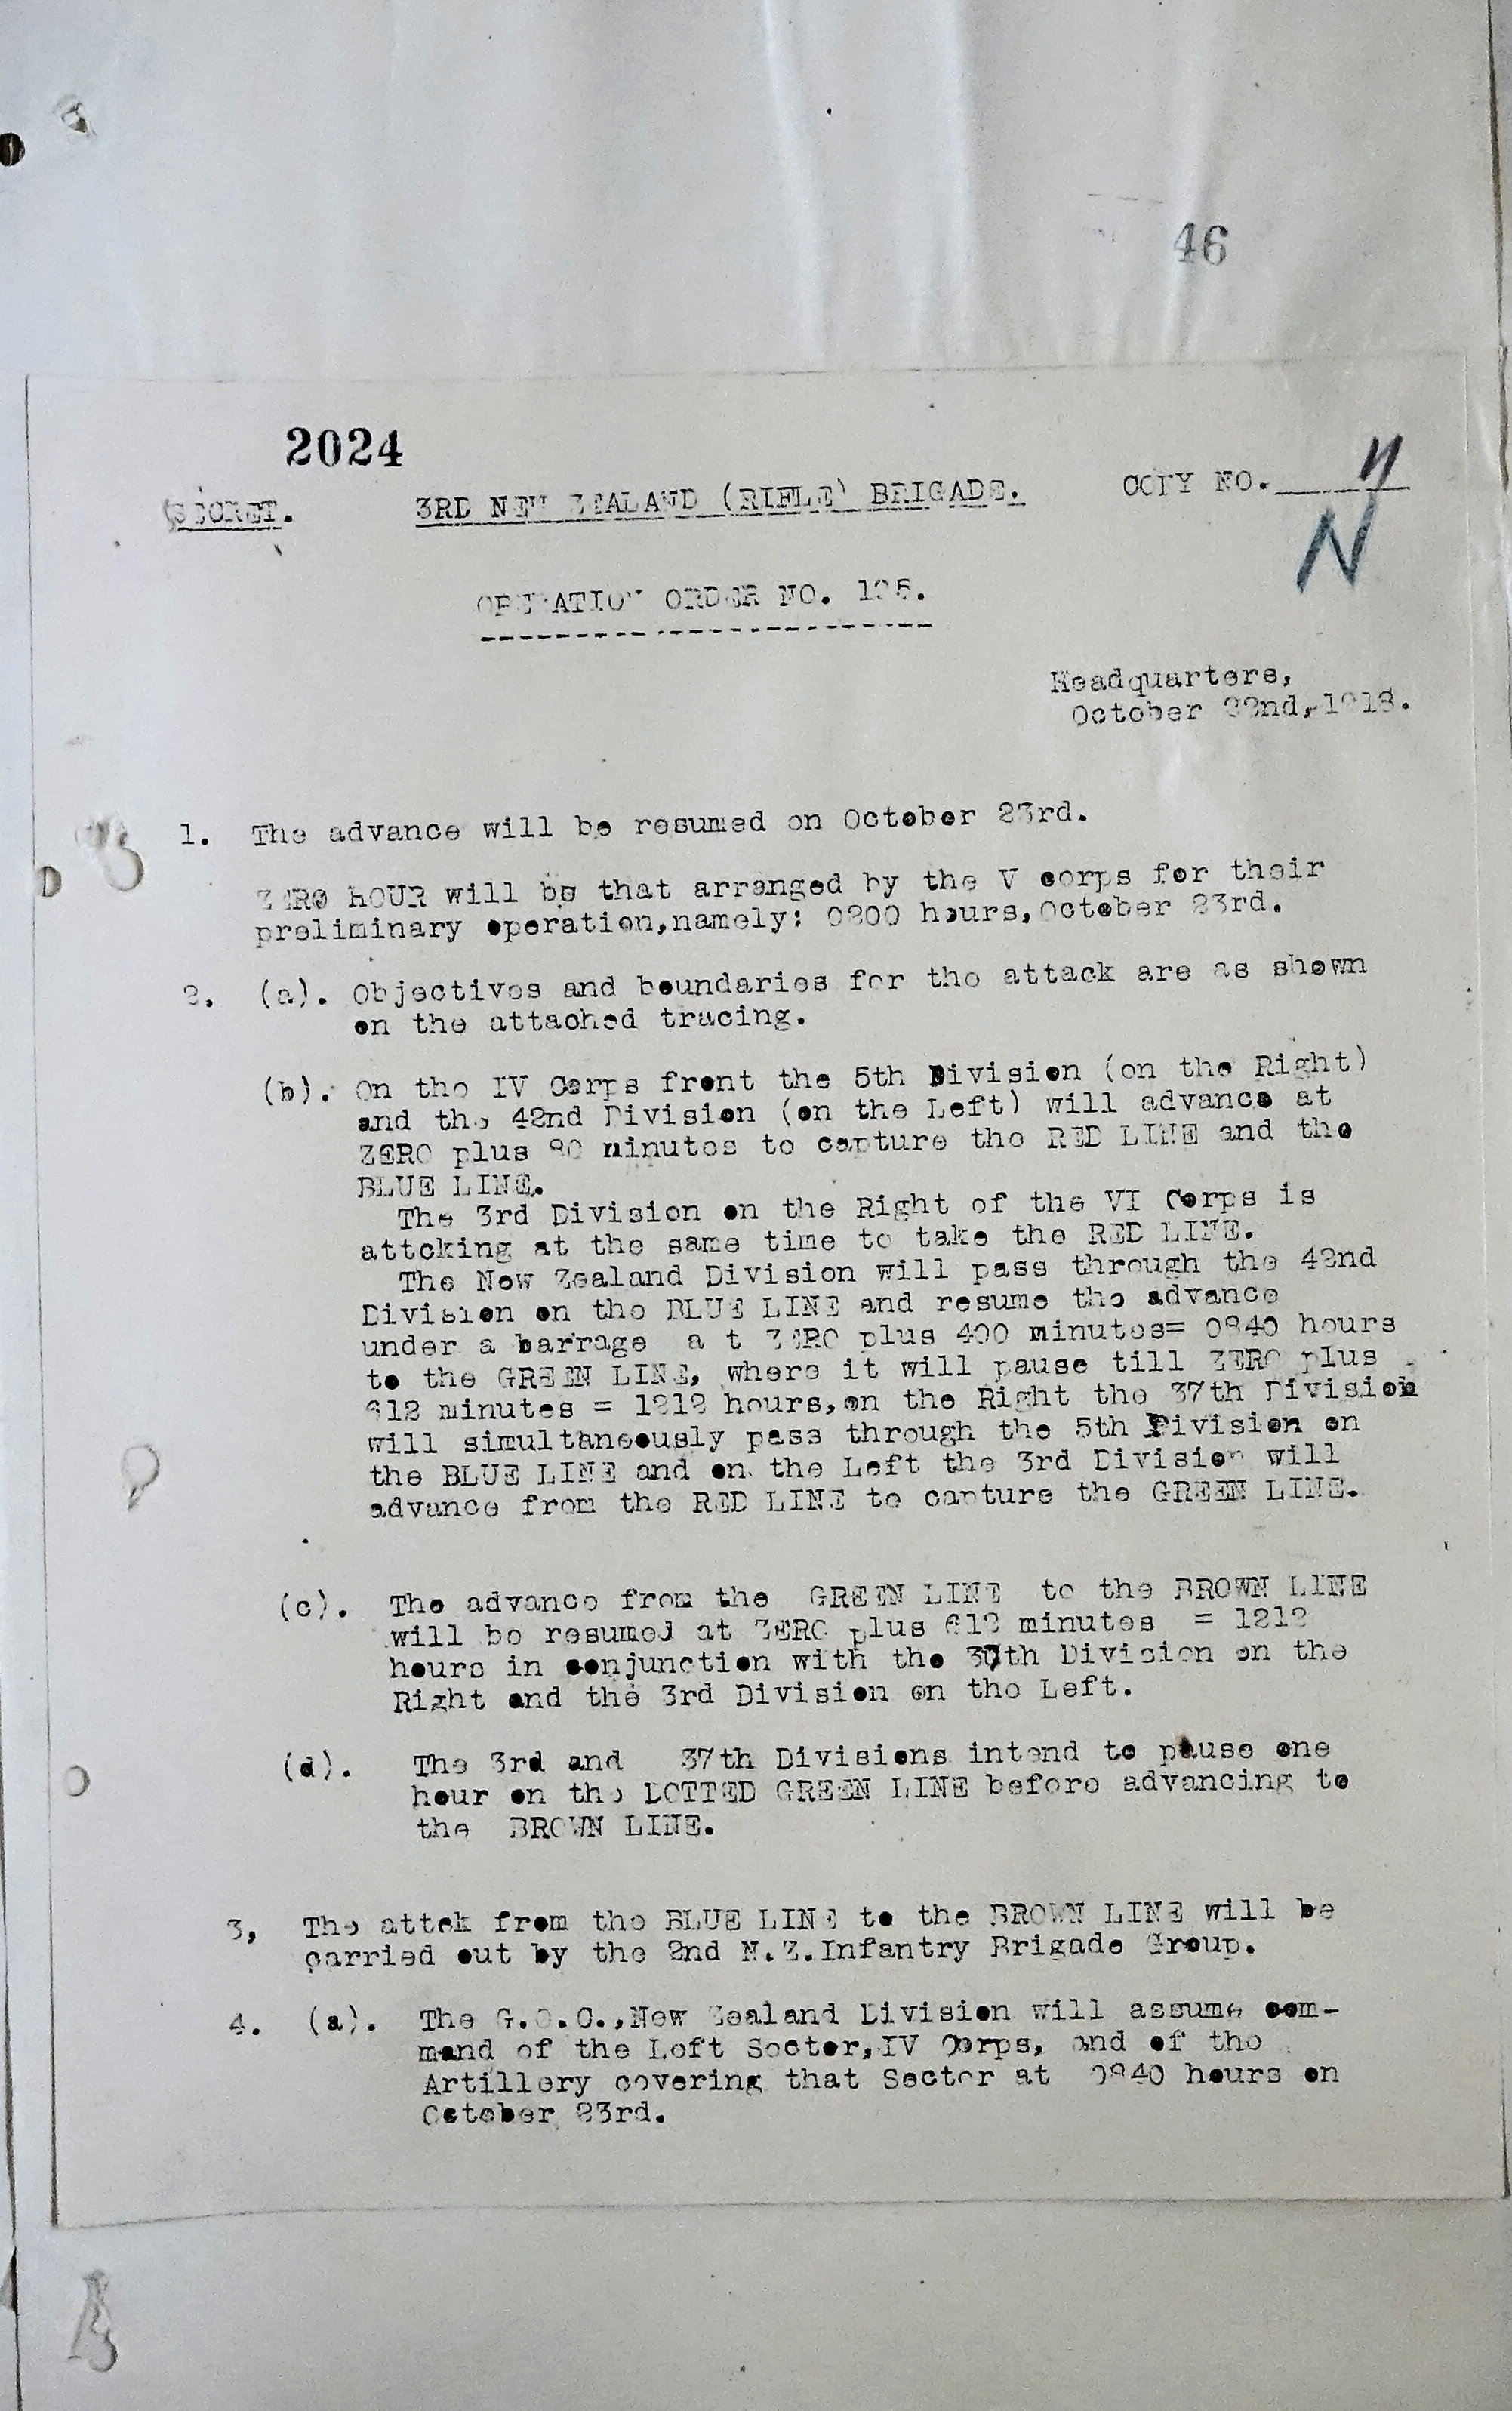 46
2024
SECRET. 3RD NEW ZEALAND (RIFLE) BRIGADE. COPY NO. 11
N
OPERATION ORDER NO. 195.
Headquarters,
October 22nd, 1918.
1. The advance will be resumed on October 23rd.
ZERO HOUR will be that arranged by the V corps for their
preliminary operation,namely: 0200 hours,October 23rd.
2. (a). Objectives and boundaries for the attack are as shown
on the attached tracing.
(b). On the IV Corps front the 5th Division (on the Right)
and the 42nd Division (on the Left) will advance at
ZERO plus 80 minutes to capture the RED LINE and the
BLUE LINE.
The 3rd Division on the Right of the VI Corps is
attcking at the same time to take the RED LINE.
The New Zealand Division will pass through the 42nd
Division on the BLUE LINE and resume the advance
under a barrage a t ZERO plus 400 minutes= 0840 hours
to the GREEN LINE, where it will pause till ZERO plus
612 minutes = 1212 hours,on the Right the 37th Division
will simultaneously pass through the 5th Division on
the BLUE LINE and on the Left the 3rd Division will
advance from the RED LINE to capture the GREEN LINE.
(c). The advance from the GREEN LINE to the BROWN LINE
will be resumed at ZERO plus 612 minutes = 1212
hours in conjunction with the 37th Division on the
Right and the 3rd Division on the Left.
(d). The 3rd and 37th Divisions intend to pause one
hour on the DOTTED GREEN LINE before advancing to
the BROWN LINE.
3, The attek from the BLUE LINE to the BROWN LINE will be
carried out by the 2nd N.Z.Infantry Brigade Group.
4. (a). The G.O.C.,New Zealand Division will assume com-
mand of the Left Sector,IV Corps, and of the
Artillery covering that Sector at 0840 hours on
October 23rd.